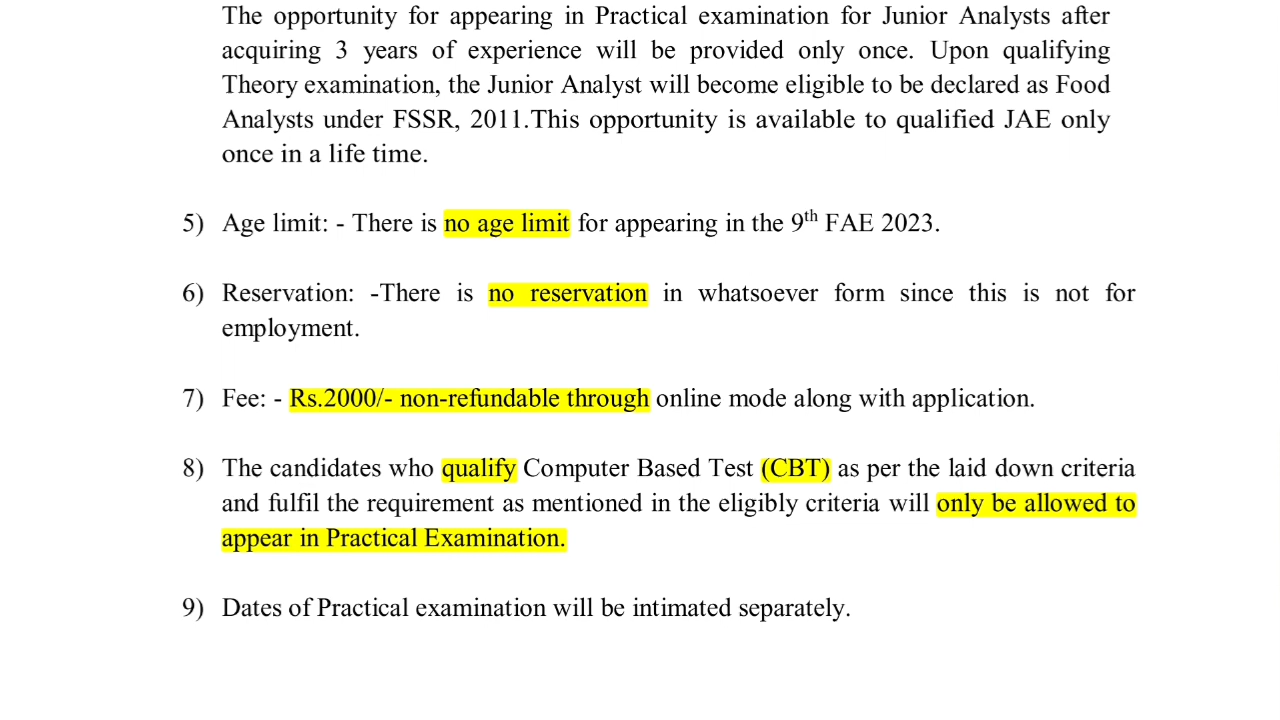 The opportunity for appearing in Practical examination for Junior Analysts after
acquiring 3 years of experience will be provided only once. Upon qualifying
Theory examination, the Junior Analyst will become eligible to be declared as Food
Analysts under FSSR, 2011.This opportunity is available to qualified JAE only
once in a life time.
5) Age limit: - There is no age limit for appearing in the 9th FAE 2023.
6) Reservation: -There is no reservation in whatsoever form since this is not for
employment.
7) Fee: - Rs.2000/- non-refundable through online mode along with application.
8) The candidates who qualify Computer Based Test (CBT) as per the laid down criteria
and fulfil the requirement as mentioned in the eligibly criteria will only be allowed to
appear in Practical Examination.
9) Dates of Practical examination will be intimated separately.